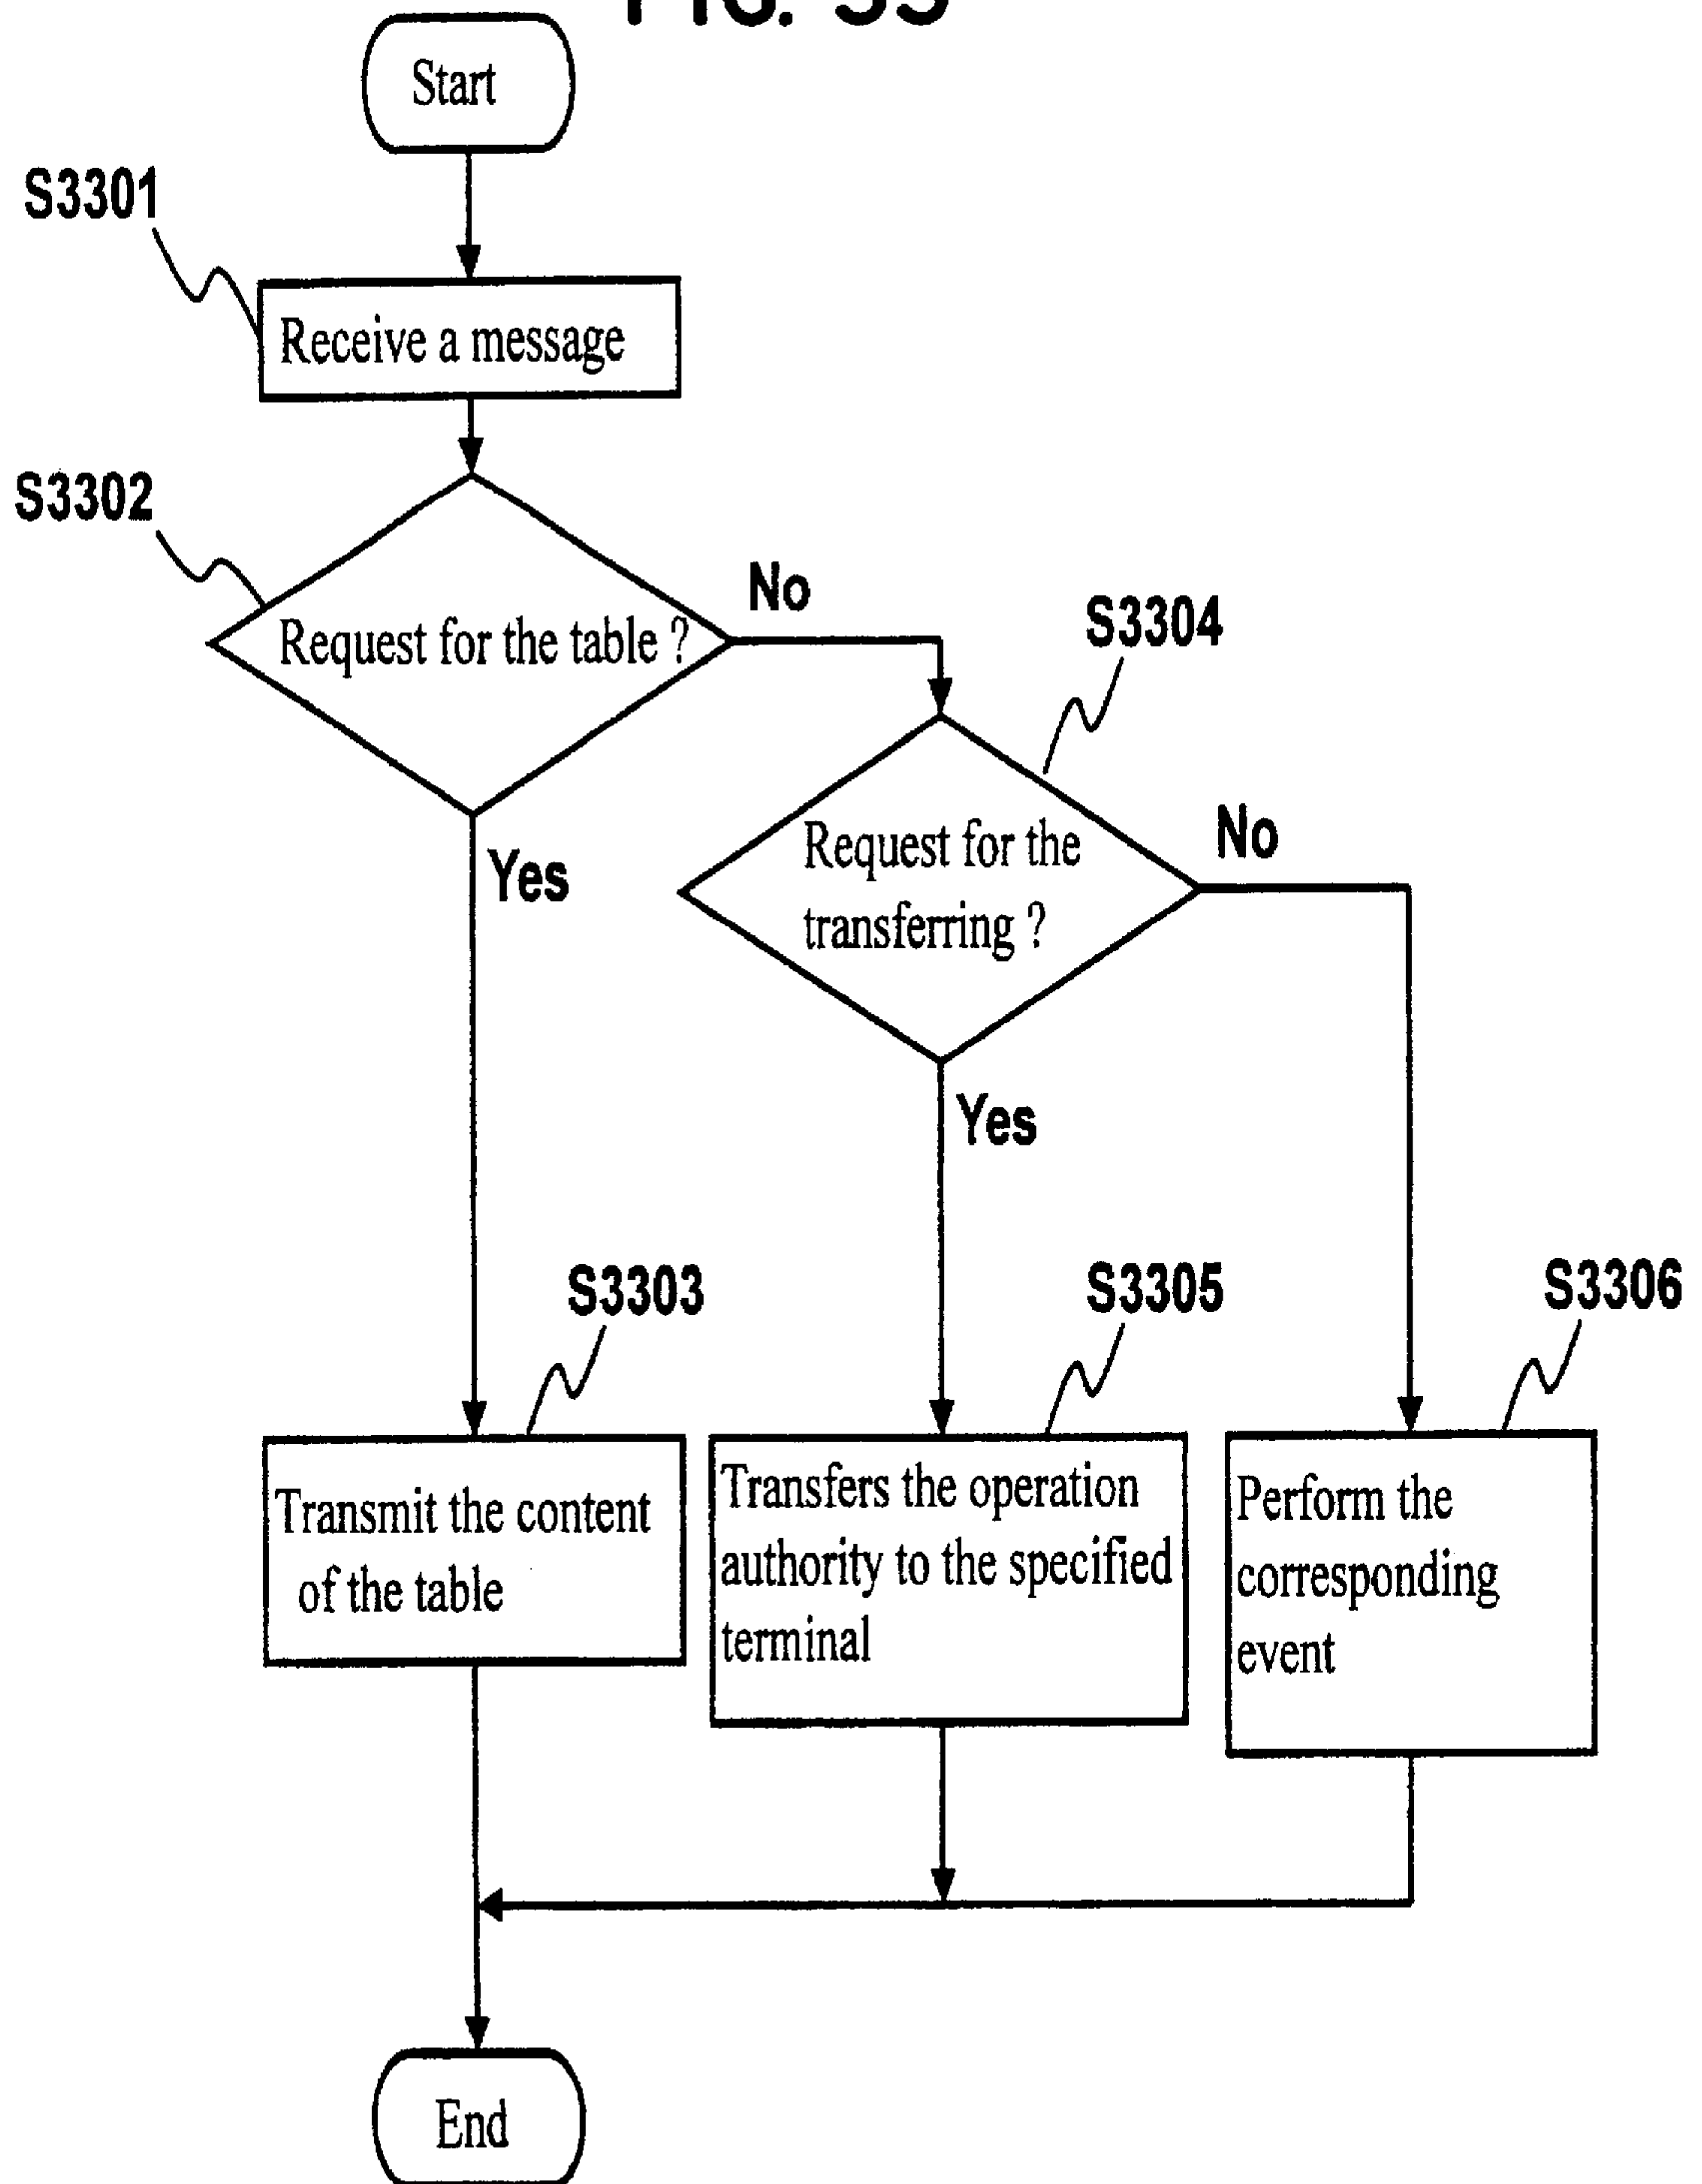 FIG. 33
Start
S3301
Receive a message
S3302
Request for the table ?
No
S3304
Yes
Request for the
transferring ?
No
Yes
S3303
S3305
S3306
Transmit the content
of the table
Transfers the operation
authority to the specified
terminal
Perform the
corresponding
event
End